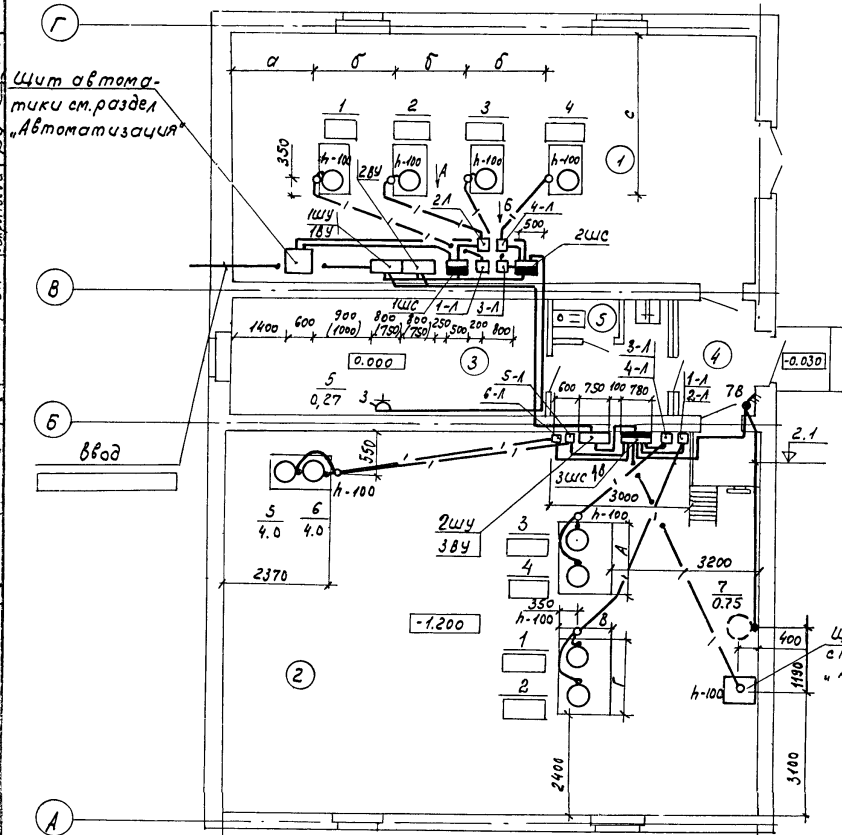 Г
Щит автома-
тики см. раздел
„Автоматизация"
а б б б
с
1 2 3 4
350
h-100 h-100 h-100 h-100
1
2ВУ
А
Б
1ШУ
1ВУ
2Л 4-Л
500
2ШС
В
1ШС 1-Л 3-Л
1400 600 900 (1000) 800 (750) 800 (750) 250 500 200 800
0.000
3
5
4
-0.030
5
0,27
3
3-Л
4-Л
1-Л
2-Л
5-Л
6-Л
600 750 100 780
7В
Б
ввод
550
2.1
h-100
3ШС
3000
5
4.0
6
4.0
2ШУ
3ВУ
h-100
3
4
А
3200
2370
350
h-100
В
7
0.75
-1.200
400
1190
2
1
2
Г
h-100
2400
3100
А